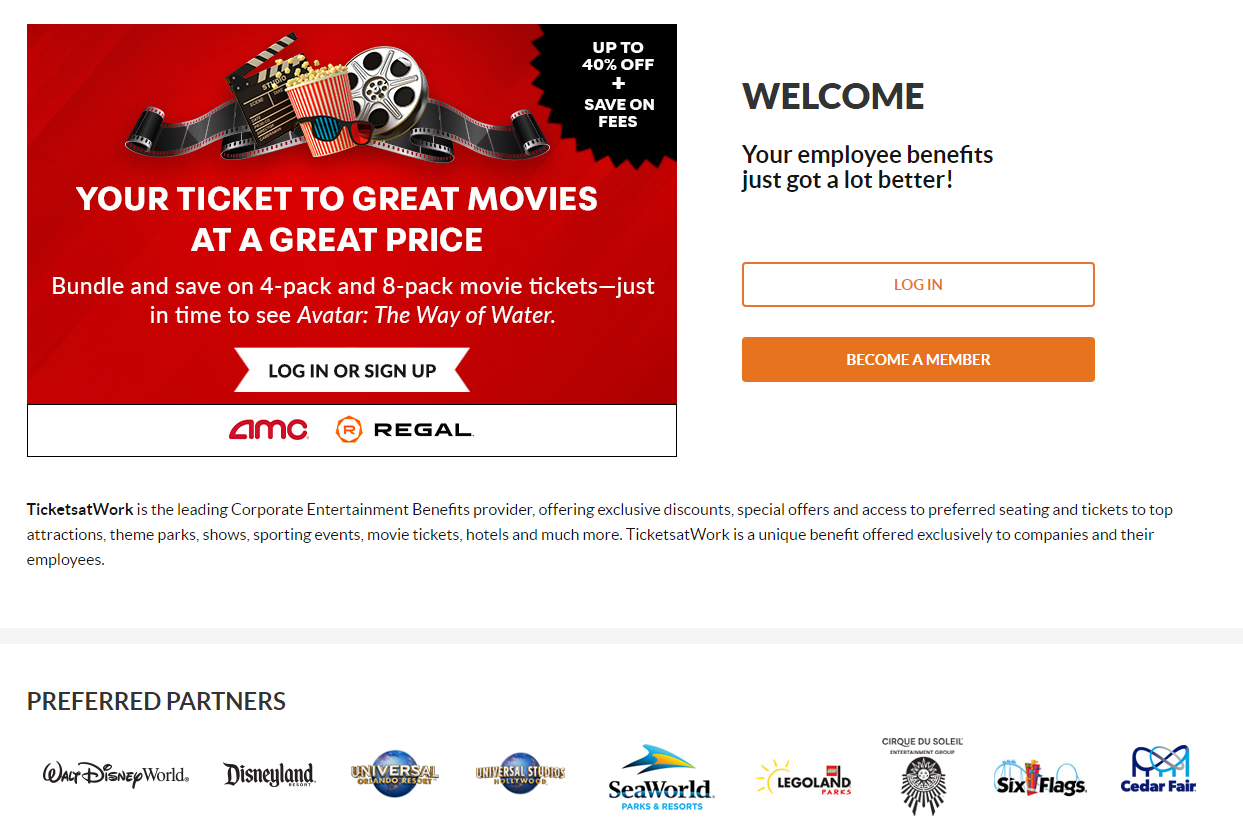 UP TO
40% OFF
+
SAVE ON
FEES
STUDIO
YOUR TICKET TO GREAT MOVIES
AT A GREAT PRICE
Bundle and save on 4-pack and 8-pack movie tickets—just
in time to see Avatar: The Way of Water.
LOG IN OR SIGN UP
amc
R REGAL
WELCOME
Your employee benefits
just got a lot better!
LOG IN
BECOME A MEMBER
TicketsatWork is the leading Corporate Entertainment Benefits provider, offering exclusive discounts, special offers and access to preferred seating and tickets to top
attractions, theme parks, shows, sporting events, movie tickets, hotels and much more. TicketsatWork is a unique benefit offered exclusively to companies and their
employees.
PREFERRED PARTNERS
Walt Disney World®
Disneyland
RESORT
UNIVERSAL
ORLANDO RESORT
UNIVERSAL STUDIOS
HOLLYWOOD
SeaWorld
PARKS & RESORTS
LEGO
LEGOLAND
PARKS
CIRQUE DU SOLEIL
ENTERTAINMENT GROUP
Six Flags
Cedar Fair